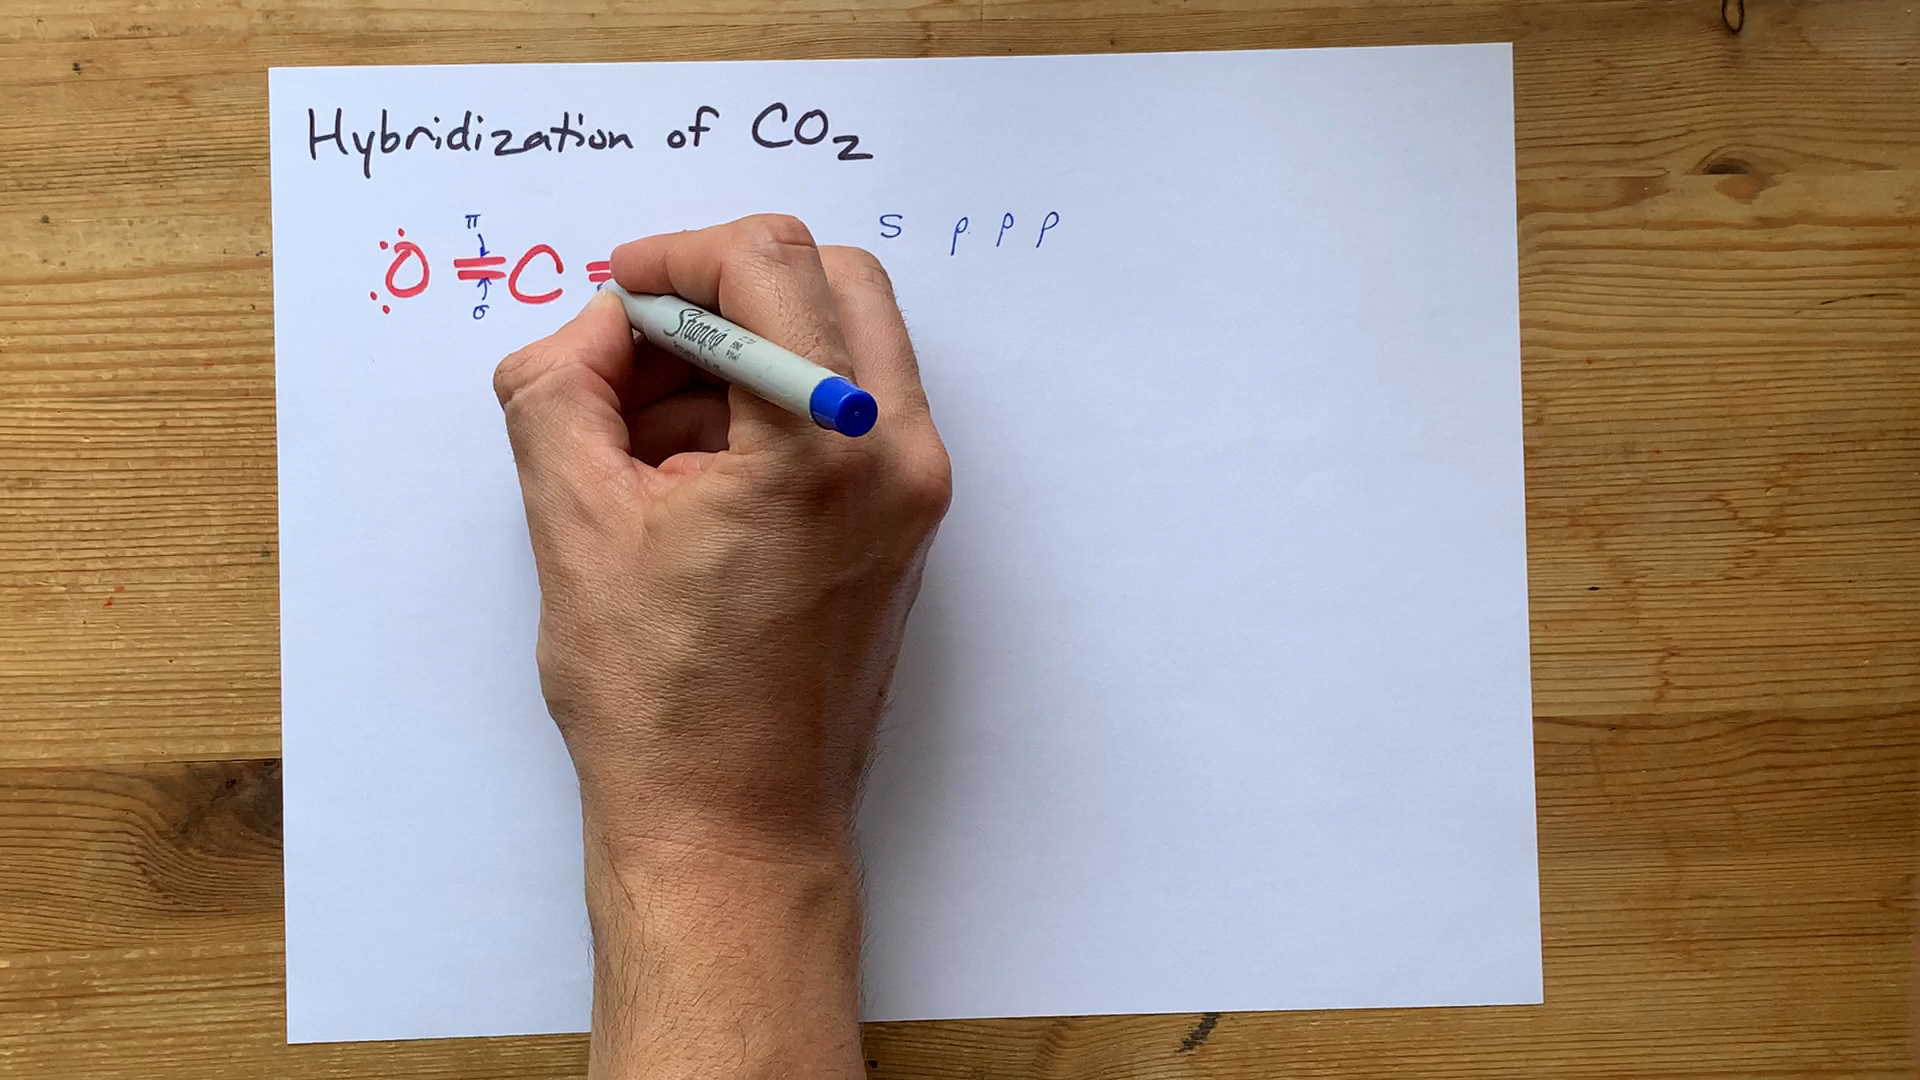 Hybridization of CO₂
π
S p p p
O = C =
σ
Sharpie